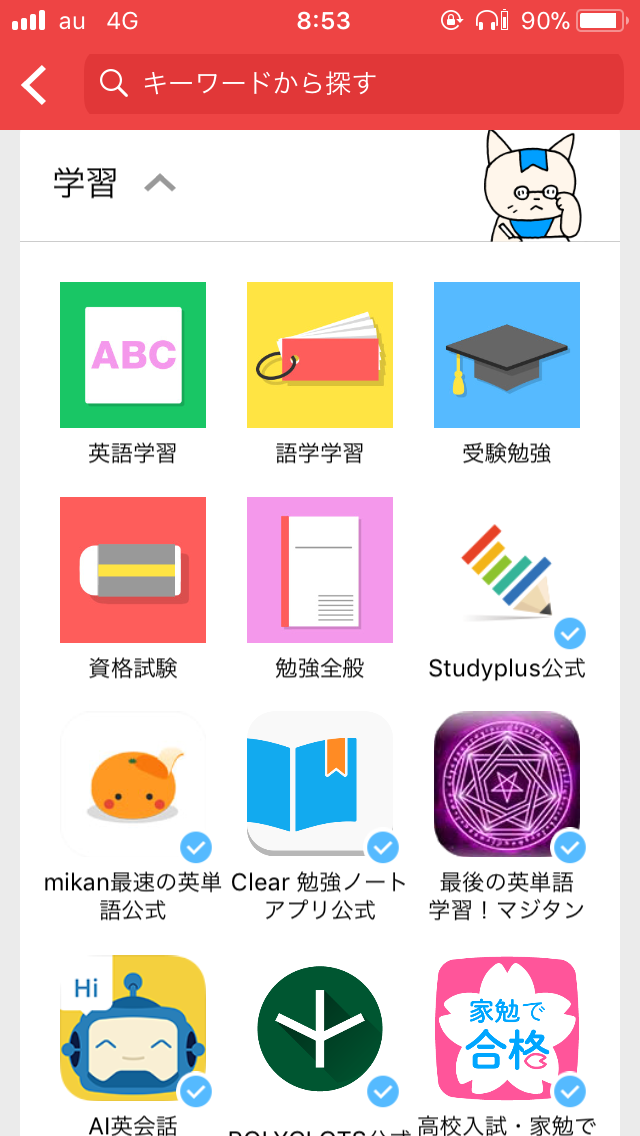 au 4G 8:53 90%
キーワードから探す
学習
ABC
英語学習 語学学習 受験勉強
資格試験 勉強全般 Studyplus公式
mikan最速の英単 Clear 勉強ノート 最後の英単語
語公式 アプリ公式 学習！マジタン
Hi
家勉で
合格
AI英会話 POLYGLOTS公式 高校入試・家勉で